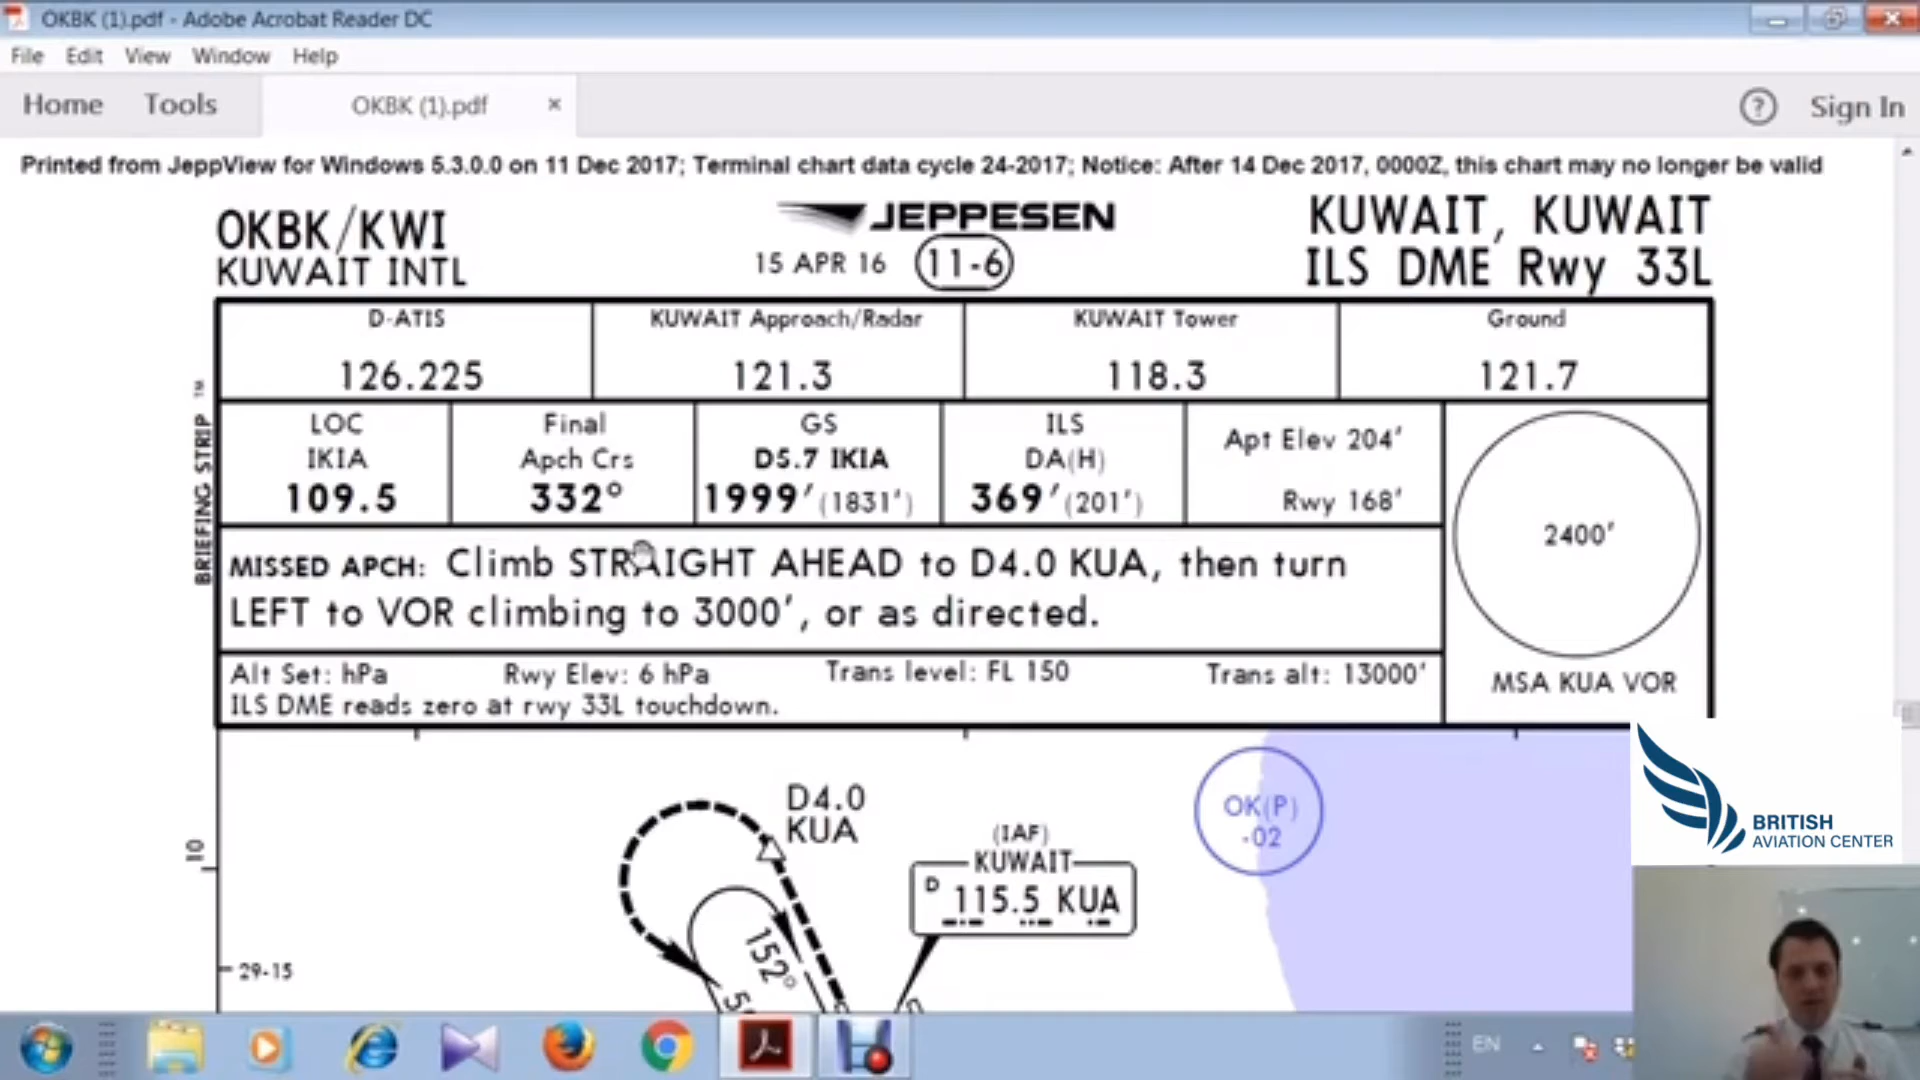 OKBK (1).pdf - Adobe Acrobat Reader DC
File Edit View Window Help
Home Tools OKBK (1).pdf × ? Sign In
Printed from JeppView for Windows 5.3.0.0 on 11 Dec 2017; Terminal chart data cycle 24-2017; Notice: After 14 Dec 2017, 0000Z, this chart may no longer be valid
OKBK/KWI
KUWAIT INTL
JEPPESEN
15 APR 16 11-6
KUWAIT, KUWAIT
ILS DME Rwy 33L
BRIEFING STRIP TM
D-ATIS
126.225
KUWAIT Approach/Radar
121.3
KUWAIT Tower
118.3
Ground
121.7
LOC
IKIA
109.5
Final
Apch Crs
332°
GS
D5.7 IKIA
1999'(1831')
ILS
DA(H)
369'(201')
Apt Elev 204'
Rwy 168'
2400'
MSA KUA VOR
MISSED APCH: Climb STRAIGHT AHEAD to D4.0 KUA, then turn
LEFT to VOR climbing to 3000', or as directed.
Alt Set: hPa Rwy Elev: 6 hPa Trans level: FL 150 Trans alt: 13000'
ILS DME reads zero at rwy 33L touchdown.
D4.0
KUA
(IAF)
KUWAIT
D 115.5 KUA
OK(P)
-02
10
29-15
152°
BRITISH
AVIATION CENTER
EN